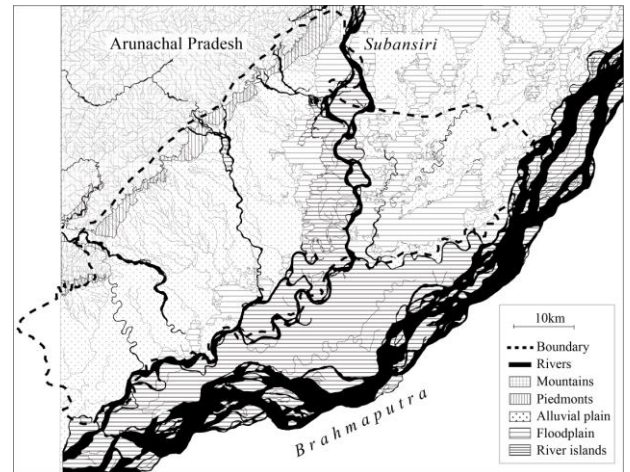 Arunachal Pradesh
Subansiri
Brahmaputra
10km
Boundary
Rivers
Mountains
Piedmonts
Alluvial plain
Floodplain
River islands